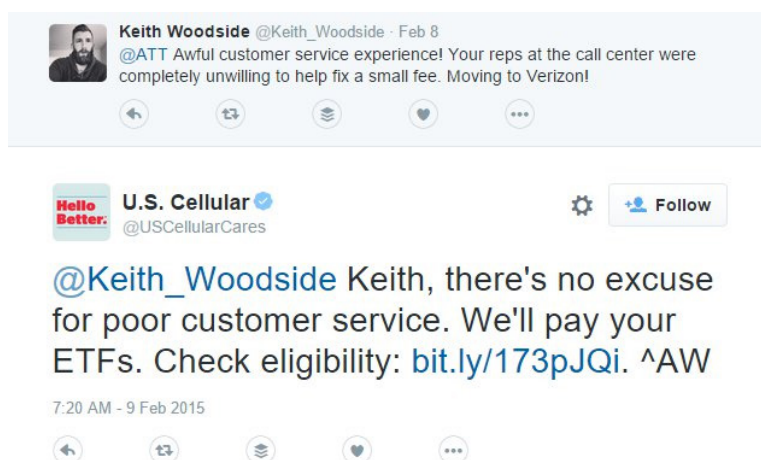 Keith Woodside @Keith_Woodside · Feb 8
@ATT Awful customer service experience! Your reps at the call center were
completely unwilling to help fix a small fee. Moving to Verizon!
Hello
Better:
U.S. Cellular
@USCellularCares
Follow
@Keith_Woodside Keith, there's no excuse
for poor customer service. We'll pay your
ETFs. Check eligibility: bit.ly/173pJQi. ^AW
7:20 AM - 9 Feb 2015